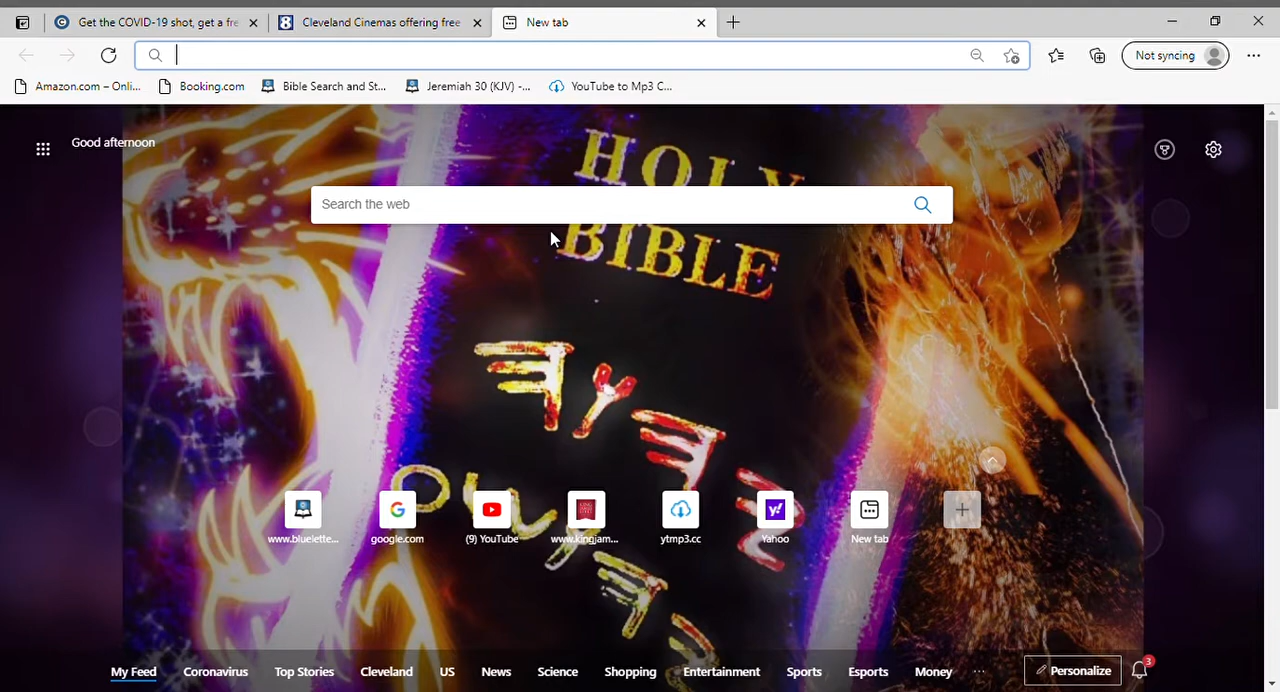 Get the COVID-19 shot, get a fre
Cleveland Cinemas offering free
New tab
Not syncing
Amazon.com – Onli...
Booking.com
Bible Search and St...
Jeremiah 30 (KJV) -...
YouTube to Mp3 C...
Good afternoon
HOLY
Search the web
BIBLE
www.bluelette...
google.com
(9) YouTube
www.kingjam...
ytmp3.cc
Yahoo
New tab
My Feed
Coronavirus
Top Stories
Cleveland
US
News
Science
Shopping
Entertainment
Sports
Esports
Money
...
Personalize
3